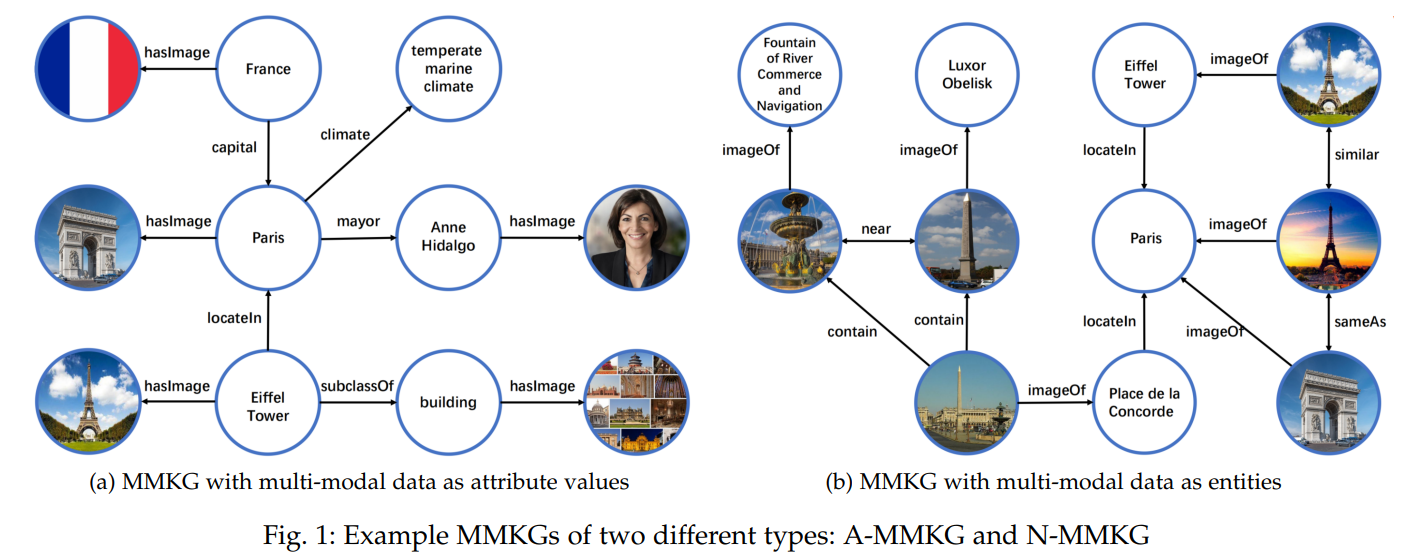 hasImage
France
temperate
marine
climate
capital
climate
hasImage
Paris
mayor
Anne
Hidalgo
hasImage
locateIn
hasImage
Eiffel
Tower
subclassOf
building
hasImage
(a) MMKG with multi-modal data as attribute values
Fountain
of River
Commerce
and
Navigation
Luxor
Obelisk
Eiffel
Tower
imageOf
imageOf
imageOf
locateIn
similar
near
Paris
imageOf
contain
contain
locateIn
imageOf
sameAs
imageOf
Place de la
Concorde
(b) MMKG with multi-modal data as entities
Fig. 1: Example MMKGs of two different types: A-MMKG and N-MMKG